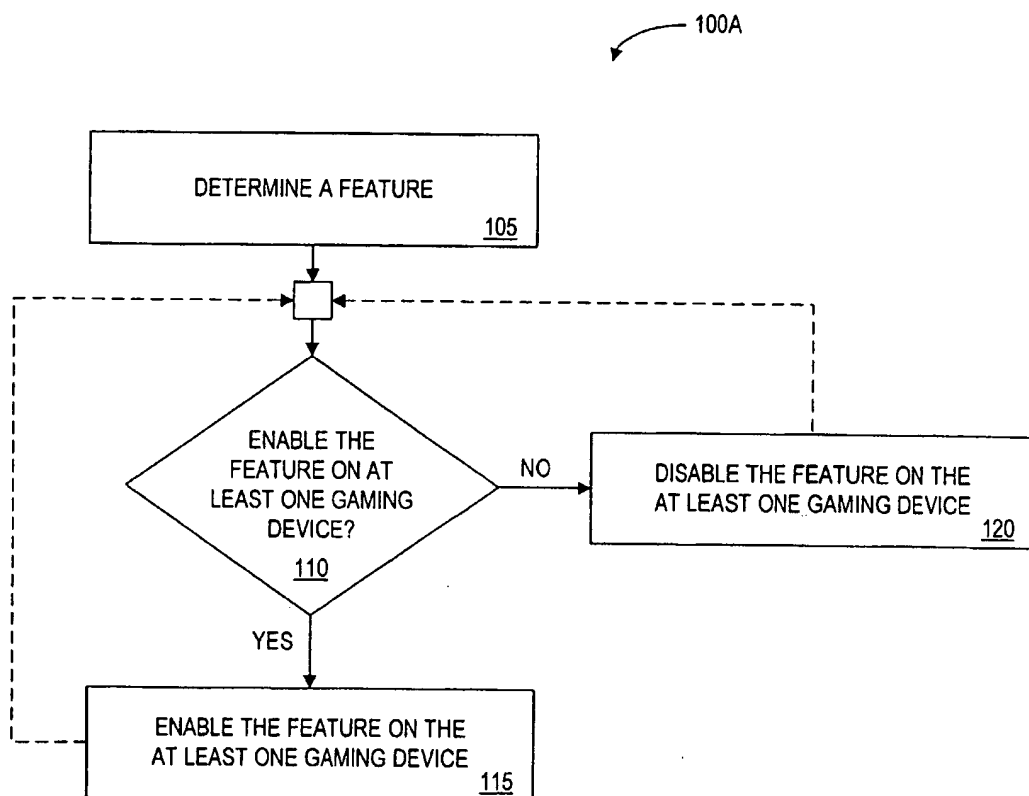 100A
DETERMINE A FEATURE
105
ENABLE THE
FEATURE ON AT
LEAST ONE GAMING
DEVICE?
110
NO
DISABLE THE FEATURE ON THE
AT LEAST ONE GAMING DEVICE
120
YES
ENABLE THE FEATURE ON THE
AT LEAST ONE GAMING DEVICE
115